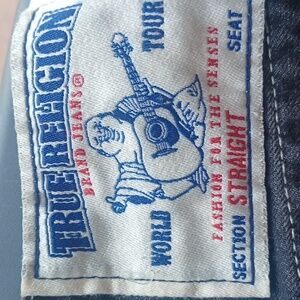 TRUE RELIGION
BRAND JEANS®
WORLD TOUR
FASHION FOR THE SENSES
SECTION STRAIGHT SEAT